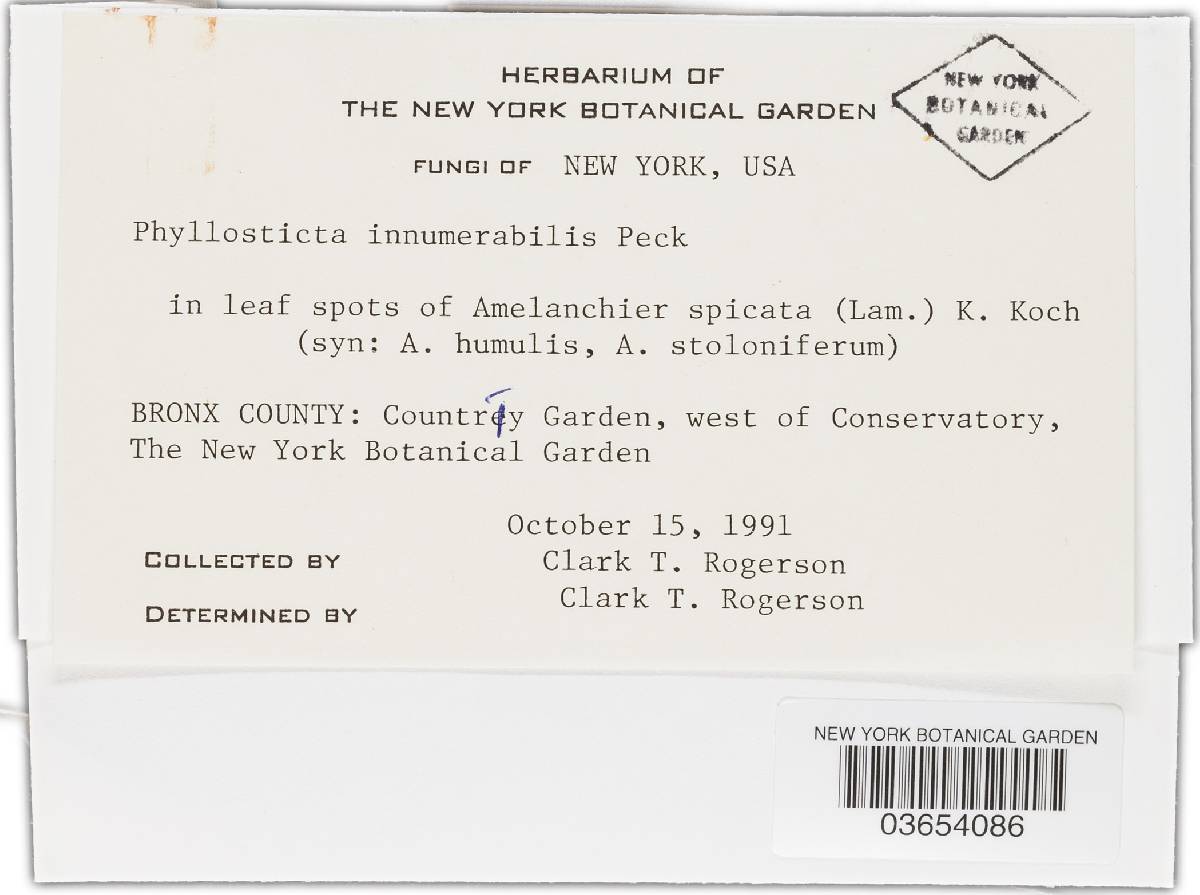 HERBARIUM OF
THE NEW YORK BOTANICAL GARDEN
NEW YORK
BOTANICAL
GARDEN
FUNGI OF NEW YORK, USA
Phyllosticta innumerabilis Peck
in leaf spots of Amelanchier spicata (Lam.) K. Koch
(syn: A. humulis, A. stoloniferum)
BRONX COUNTY: Country Garden, west of Conservatory,
The New York Botanical Garden
October 15, 1991
COLLECTED BY Clark T. Rogerson
DETERMINED BY Clark T. Rogerson
NEW YORK BOTANICAL GARDEN
03654086